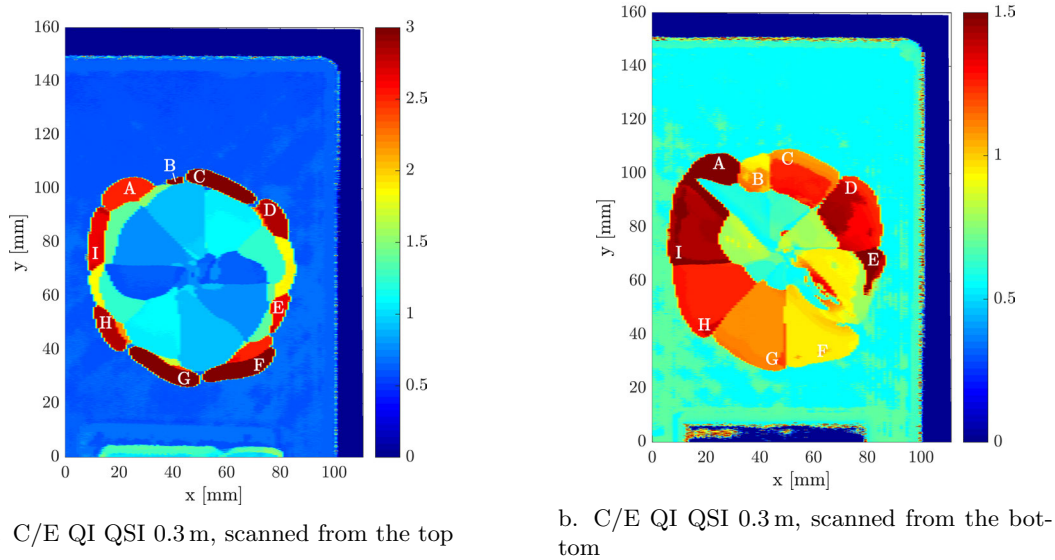 160
140
120
100
80
60
40
20
0
y [mm]
0
20
40
60
80
100
x [mm]
3
2.5
2
1.5
1
0.5
0
A
B
C
D
I
E
H
F
G
C/E QI QSI 0.3 m, scanned from the top
160
140
120
100
80
60
40
20
0
y [mm]
0
20
40
60
80
100
x [mm]
1.5
1
0.5
0
A
B
C
D
I
E
H
F
G
b. C/E QI QSI 0.3 m, scanned from the bot-
tom